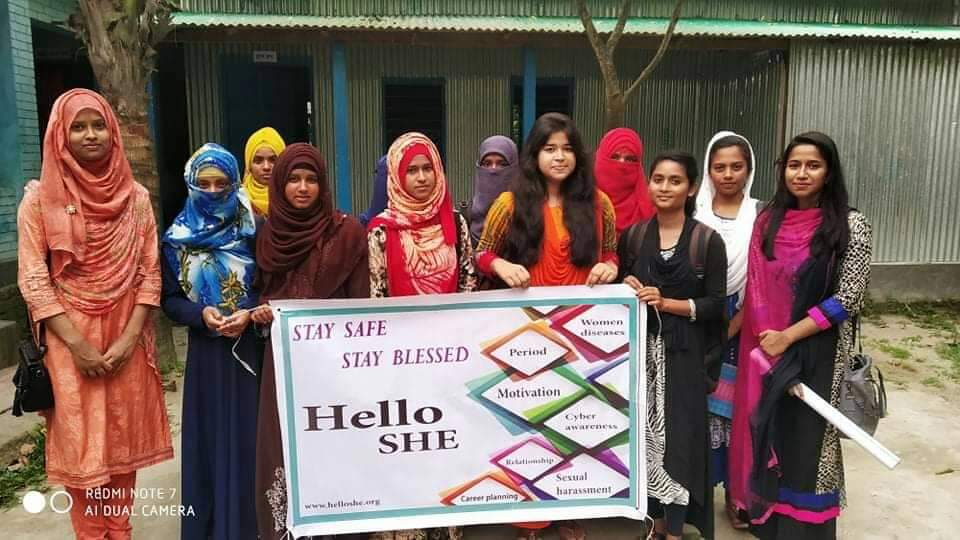 STAY SAFE
STAY BLESSED
Hello
SHE
www.helloshe.org
Women
diseases
Period
Motivation
Cyber
awareness
Relationship
Sexual
harassment
Career planning
REDMI NOTE 7
AI DUAL CAMERA